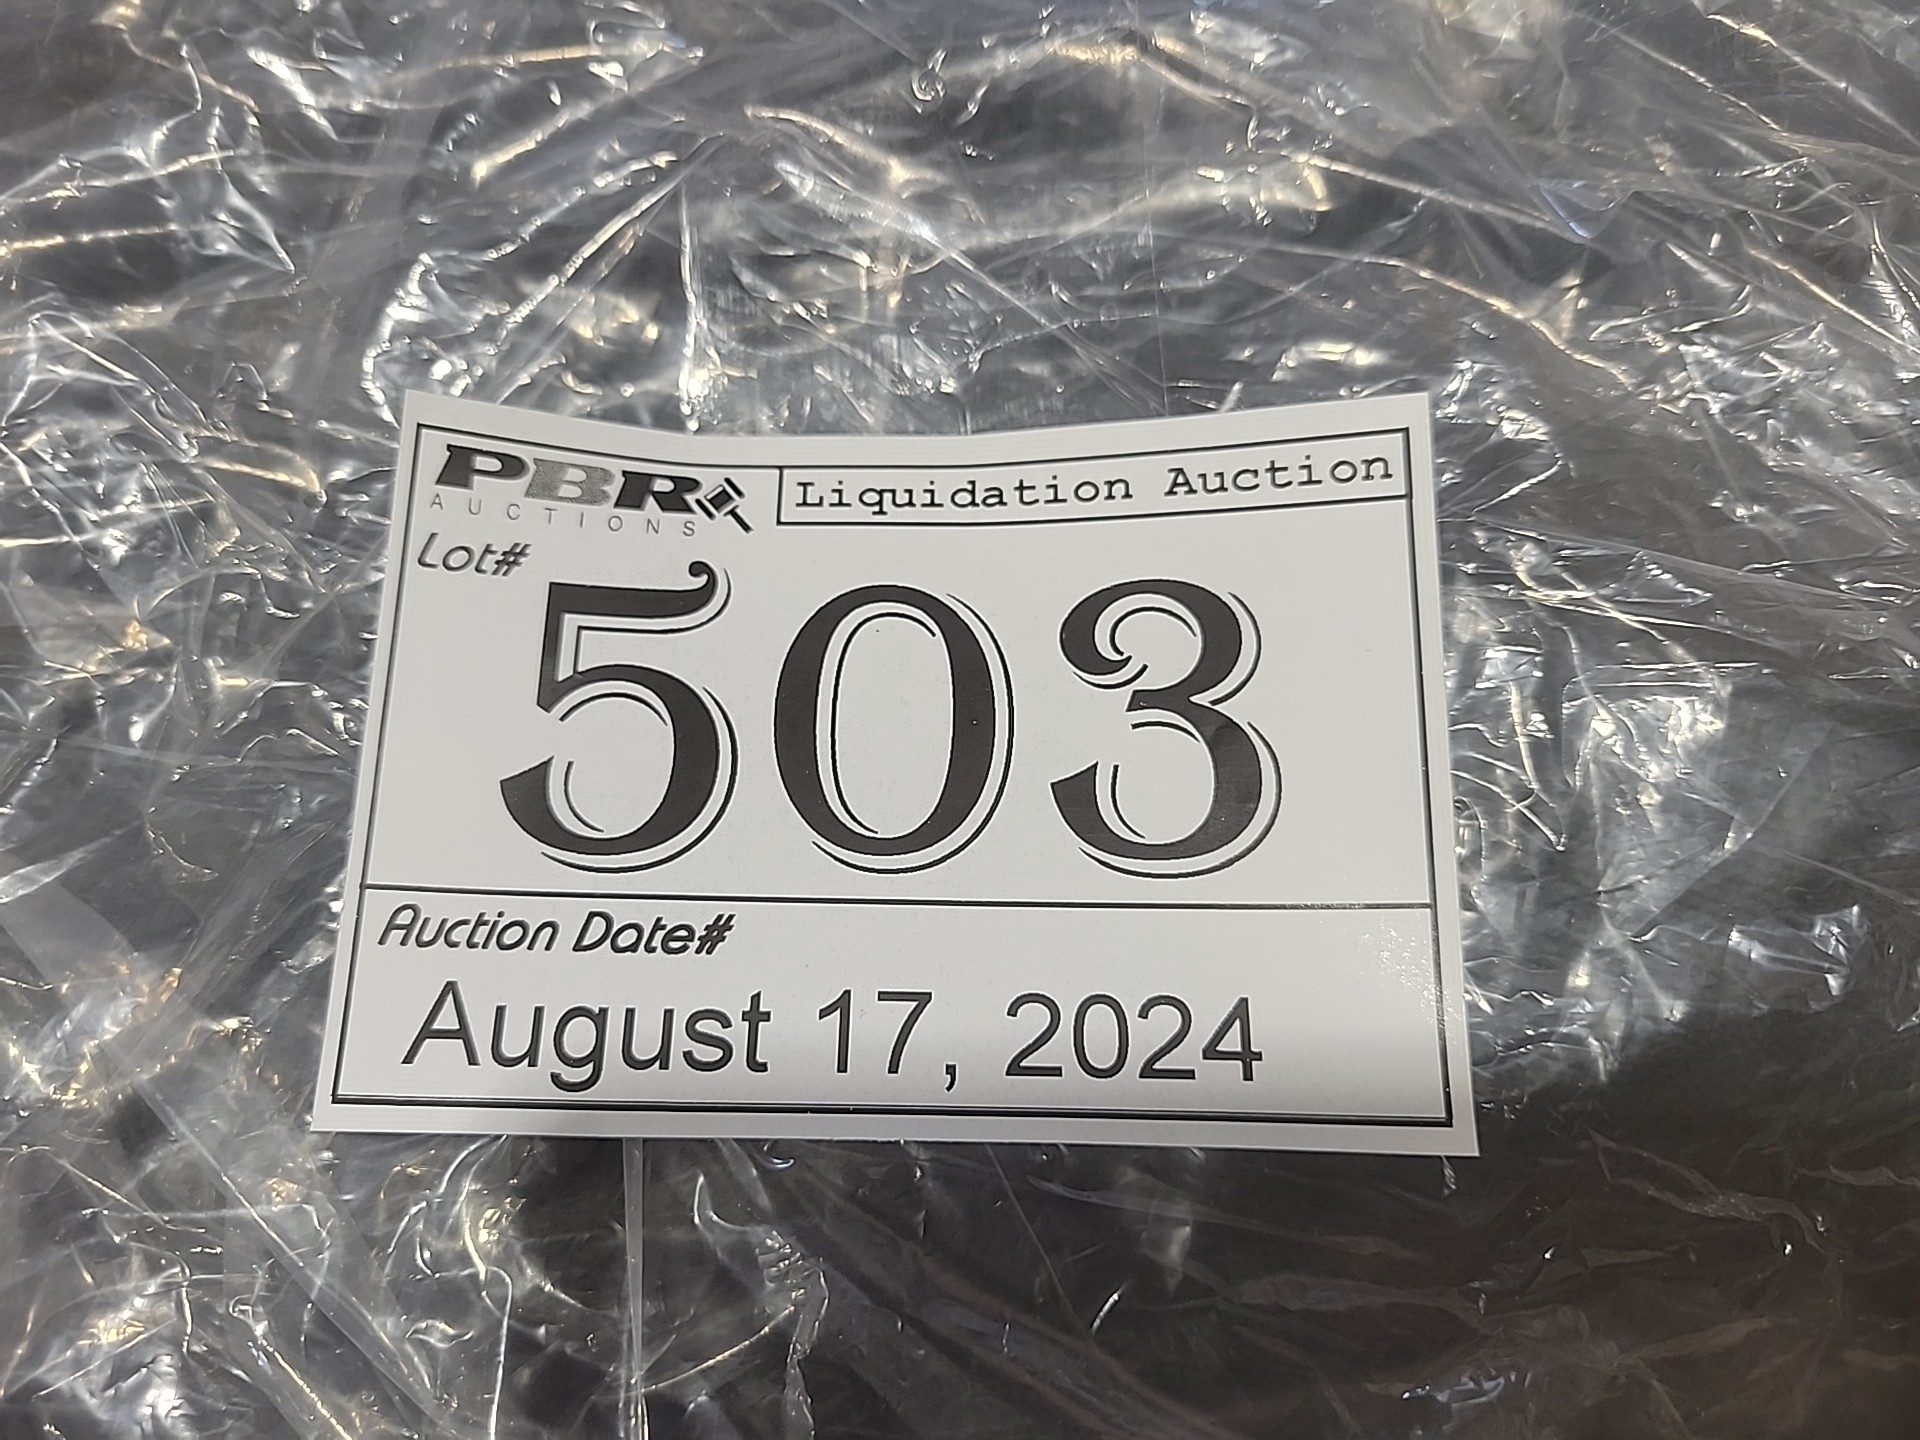 PBR
AUCTIONS
Liquidation Auction
Lot#
503
Auction Date#
August 17, 2024